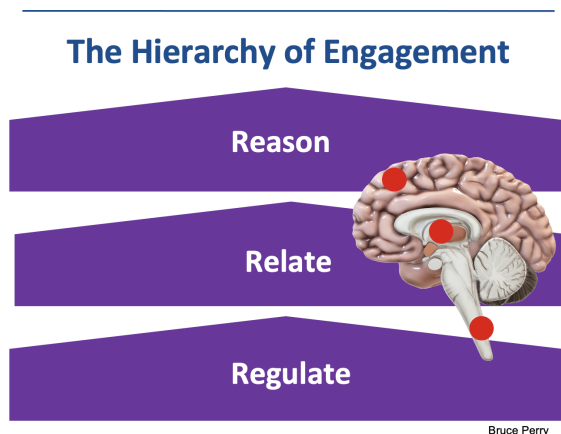 The Hierarchy of Engagement
Reason
Relate
Regulate
Bruce Perry